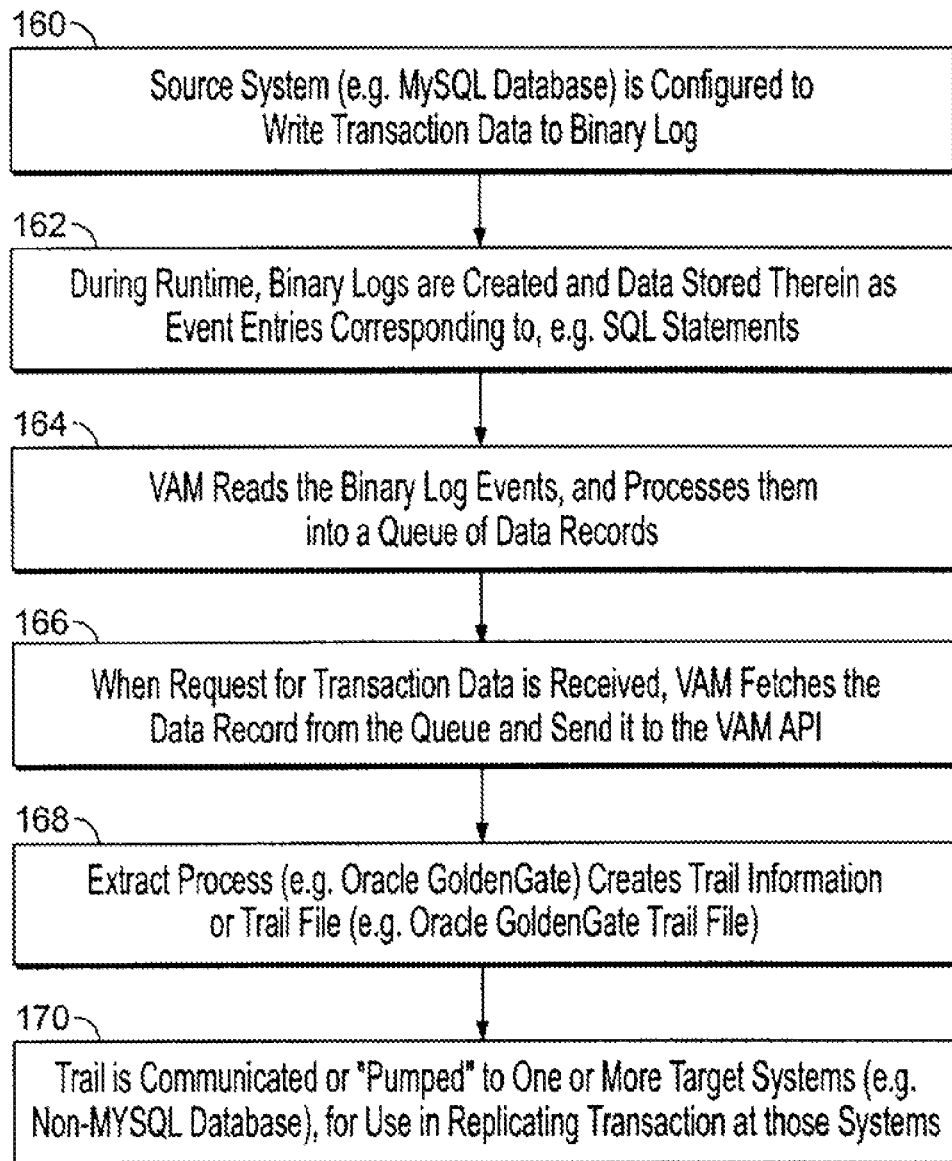 160
Source System (e.g. MySQL Database) is Configured to
Write Transaction Data to Binary Log
162
During Runtime, Binary Logs are Created and Data Stored Therein as
Event Entries Corresponding to, e.g. SQL Statements
164
VAM Reads the Binary Log Events, and Processes them
into a Queue of Data Records
166
When Request for Transaction Data is Received, VAM Fetches the
Data Record from the Queue and Send it to the VAM API
168
Extract Process (e.g. Oracle GoldenGate) Creates Trail Information
or Trail File (e.g. Oracle GoldenGate Trail File)
170
Trail is Communicated or "Pumped" to One or More Target Systems (e.g.
Non-MYSQL Database), for Use in Replicating Transaction at those Systems